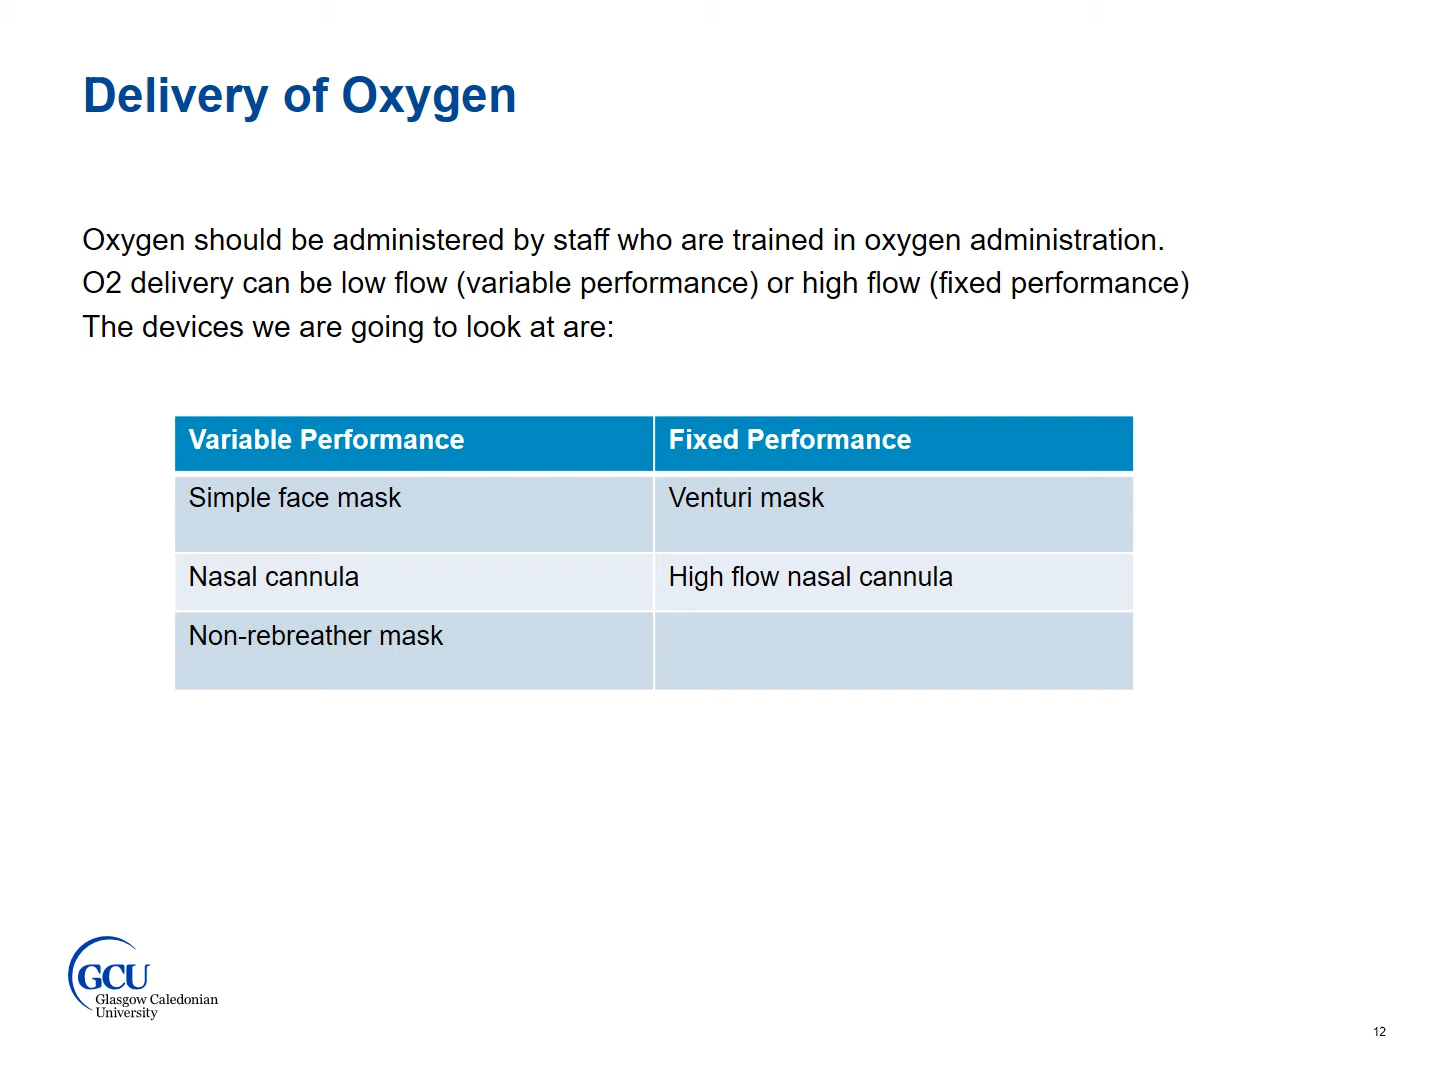 Delivery of Oxygen
Oxygen should be administered by staff who are trained in oxygen administration.
O2 delivery can be low flow (variable performance) or high flow (fixed performance)
The devices we are going to look at are:
Variable Performance Fixed Performance
Simple face mask Venturi mask
Nasal cannula High flow nasal cannula
Non-rebreather mask
GCU
Glasgow Caledonian
University
12